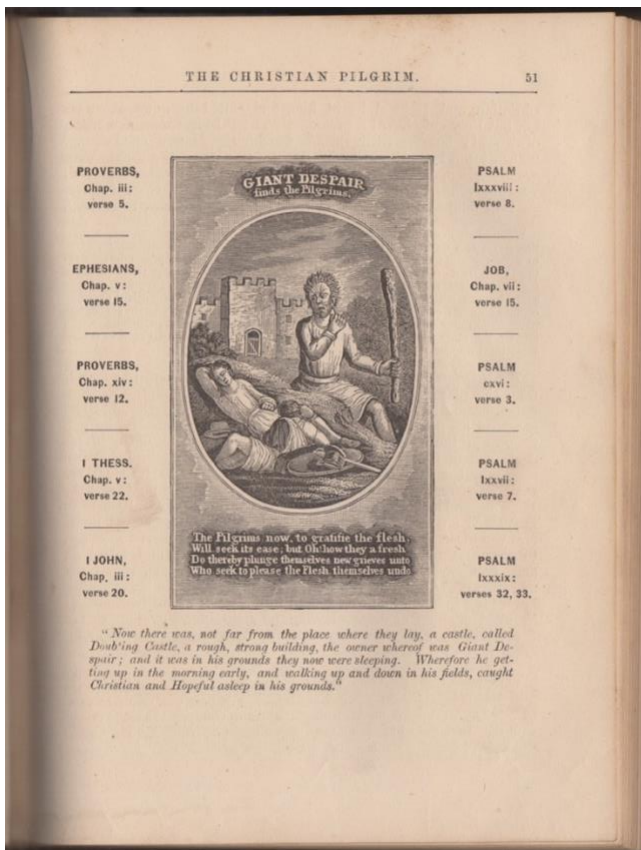 THE CHRISTIAN PILGRIM. 51
PROVERBS,
Chap. iii:
verse 5.
EPHESIANS,
Chap. v:
verse 15.
PROVERBS,
Chap. xiv:
verse 12.
I THESS.
Chap. v:
verse 22.
I JOHN,
Chap. iii:
verse 20.
GIANT DESPAIR
finds the Pilgrims.
The Pilgrims now, to gratifie the flesh,
Will seek its ease; but Oh! how they a fresh
Do thereby plunge themselves new grieves unto
Who seek to please the Flesh, themselves undo
PSALM
lxxxviii:
verse 8.
JOB,
Chap. vii:
verse 15.
PSALM
cxvi:
verse 3.
PSALM
lxxvii:
verse 7.
PSALM
lxxxix:
verses 32, 33.
"Now there was, not far from the place where they lay, a castle, called
Doub'ing Castle, a rough, strong building, the owner whereof was Giant De-
spair; and it was in his grounds they now were sleeping. Wherefore he get-
ting up in the morning early, and walking up and down in his fields, caught
Christian and Hopeful asleep in his grounds."